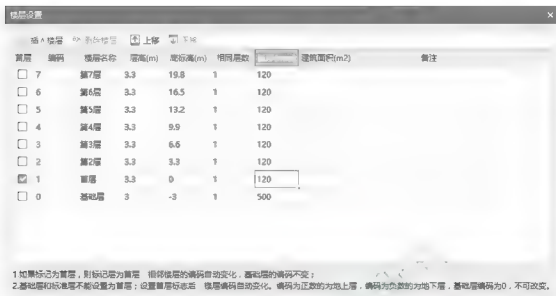 楼层设置
插入楼层 删除楼层 上移 下移
首层 编码 楼层名称 层高(m) 底标高(m) 相同层数 建筑面积(m2) 备注
7 第7层 3.3 19.8 1 120
6 第6层 3.3 16.5 1 120
5 第5层 3.3 13.2 1 120
4 第4层 3.3 9.9 1 120
3 第3层 3.3 6.6 1 120
2 第2层 3.3 3.3 1 120
1 首层 3.3 0 1 120
0 基础层 3 -3 1 500
1.如果标记为首层,则标记层为首层 相邻楼层的编码自动变化,基础层的编码不变;
2.基础层和标准层不能设置为首层;设置首层标志后 楼层编码自动变化。编码为正数的为地上层,编码为负数的为地下层,基础层编码为0,不可改变。